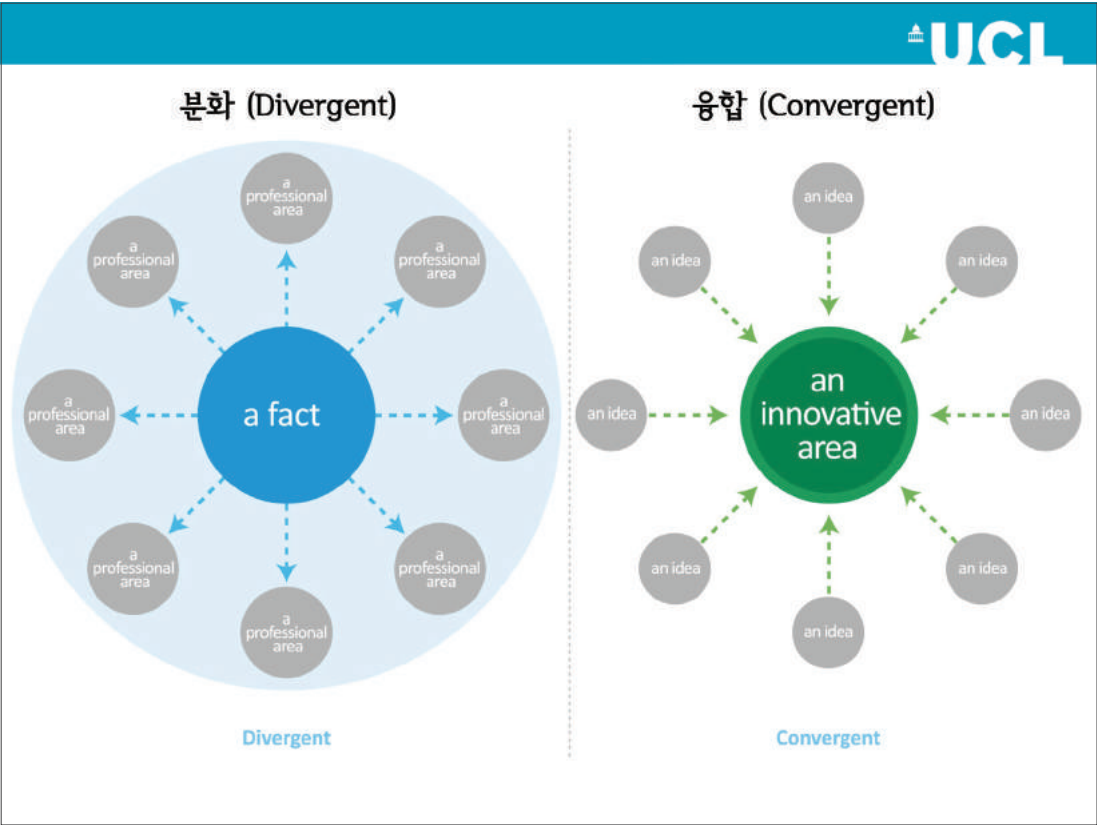 UCL
분화 (Divergent)
융합 (Convergent)
a
professional
area
a
professional
area
a
professional
area
a
professional
area
a fact
a
professional
area
a
professional
area
a
professional
area
a
professional
area
Divergent
an idea
an idea
an idea
an idea
an
innovative
area
an idea
an idea
an idea
an idea
Convergent